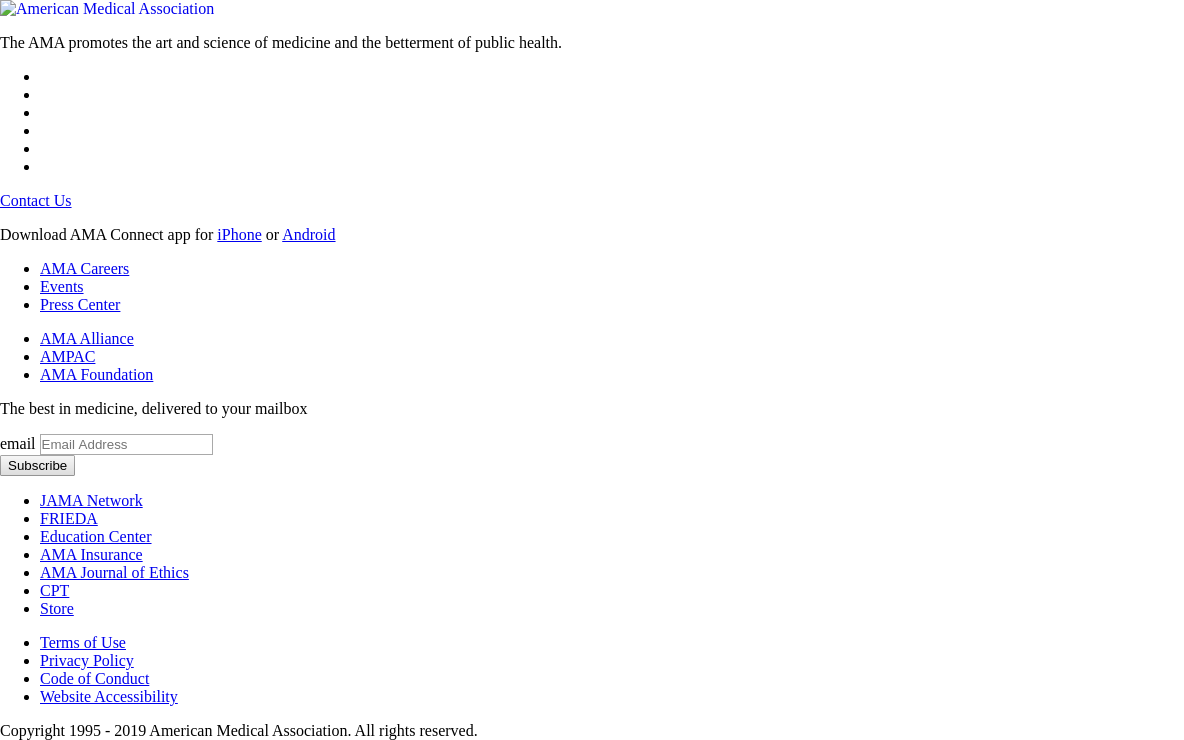 American Medical Association
The AMA promotes the art and science of medicine and the betterment of public health.
Contact Us
Download AMA Connect app for iPhone or Android
AMA Careers
Events
Press Center
AMA Alliance
AMPAC
AMA Foundation
The best in medicine, delivered to your mailbox
email Email Address
Subscribe
JAMA Network
FRIEDA
Education Center
AMA Insurance
AMA Journal of Ethics
CPT
Store
Terms of Use
Privacy Policy
Code of Conduct
Website Accessibility
Copyright 1995 - 2019 American Medical Association. All rights reserved.